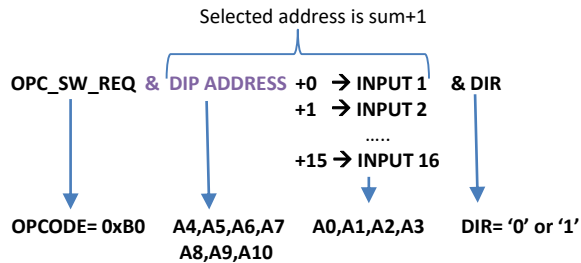 Selected address is sum+1
OPC_SW_REQ & DIP ADDRESS +0 → INPUT 1 & DIR
+1 → INPUT 2
.....
+15 → INPUT 16
OPCODE= 0xB0 A4,A5,A6,A7 A0,A1,A2,A3 DIR= ‘0’ or ‘1’
A8,A9,A10